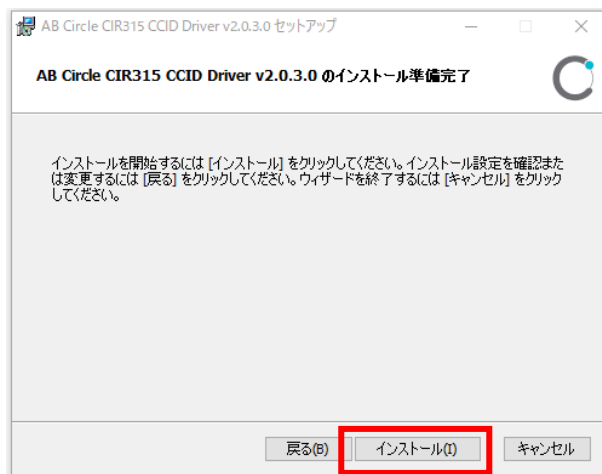 AB Circle CIR315 CCID Driver v2.0.3.0 セットアップ
AB Circle CIR315 CCID Driver v2.0.3.0 のインストール準備完了
インストールを開始するには [インストール] をクリックしてください。インストール設定を確認また
は変更するには [戻る] をクリックしてください。ウィザードを終了するには [キャンセル] をクリック
してください。
戻る(B) インストール(I) キャンセル